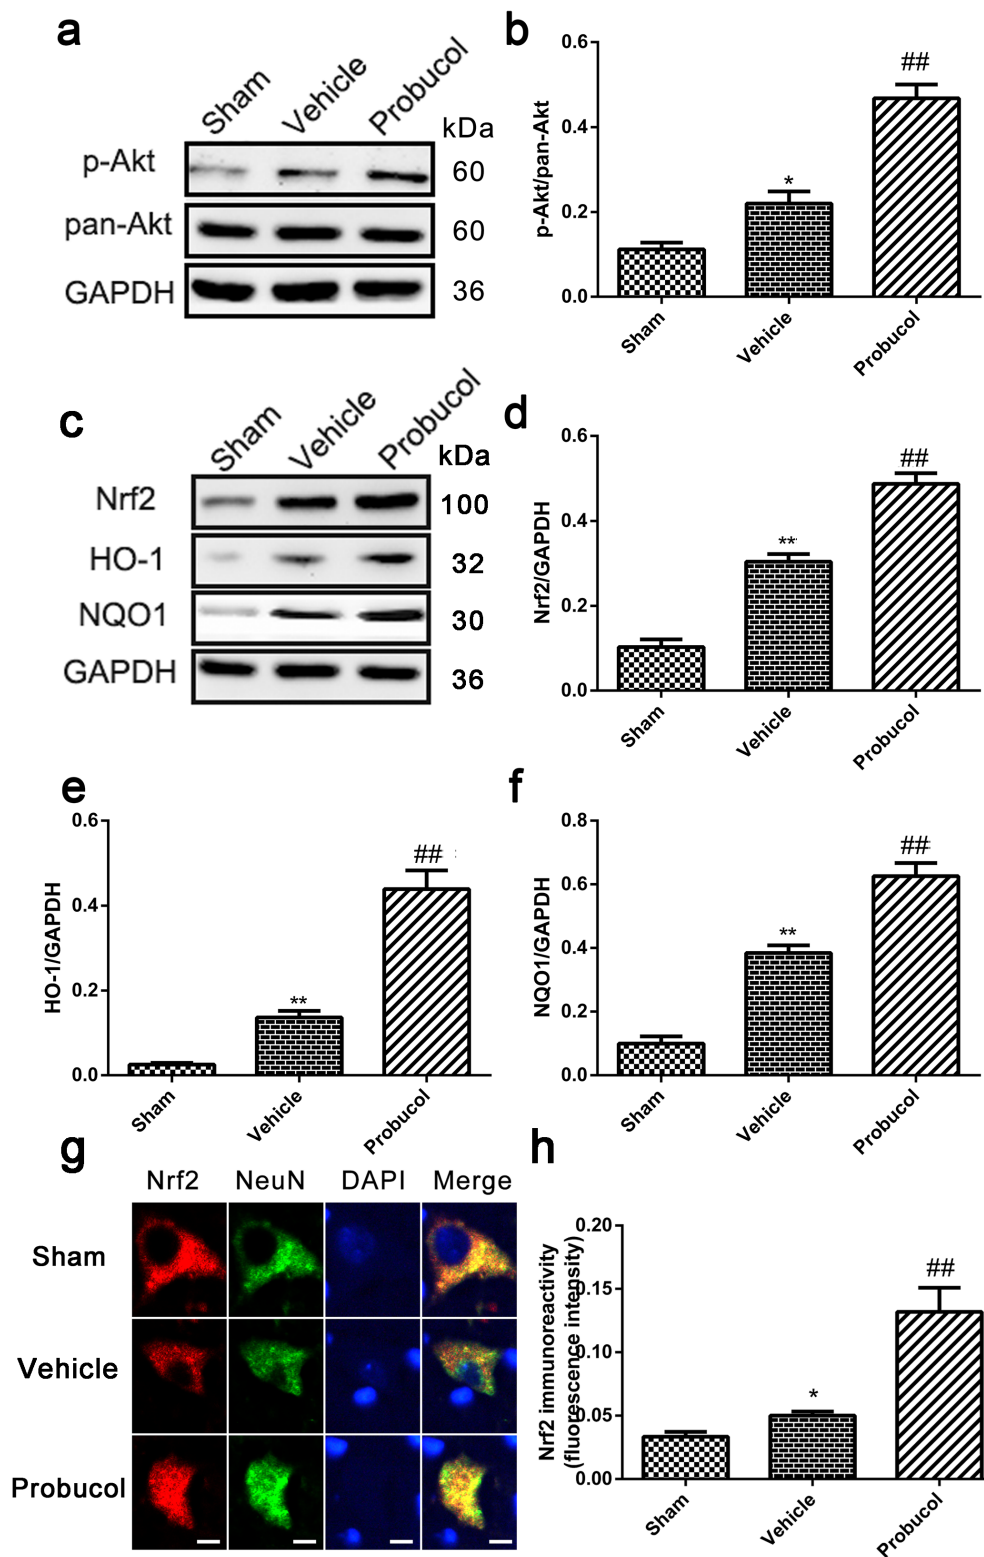 a
Sham Vehicle Probucol
kDa
p-Akt 60
pan-Akt 60
GAPDH 36
b
p-Akt/pan-Akt
0.6
0.4
0.2
0.0
*
##
Sham Vehicle Probucol
c
Sham Vehicle Probucol
kDa
Nrf2 100
HO-1 32
NQO1 30
GAPDH 36
d
Nrf2/GAPDH
0.6
0.4
0.2
0.0
**
##
Sham Vehicle Probucol
e
HO-1/GAPDH
0.6
0.4
0.2
0.0
**
##
Sham Vehicle Probucol
f
NQO1/GAPDH
0.8
0.6
0.4
0.2
0.0
**
##
Sham Vehicle Probucol
g
Nrf2 NeuN DAPI Merge
Sham
Vehicle
Probucol
h
Nrf2 immunoreactivity
(fluorescence intensity)
0.20
0.15
0.10
0.05
0.00
*
##
Sham Vehicle Probucol